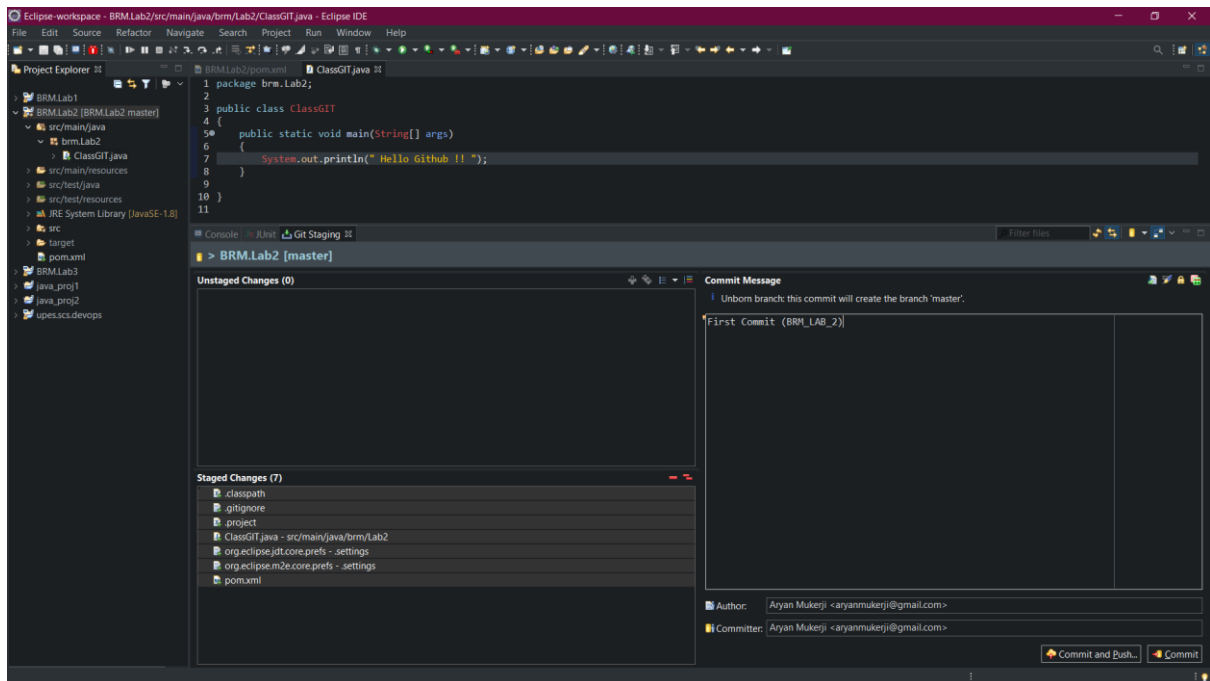 Eclipse-workspace - BRM.Lab2/src/main/java/brm/Lab2/ClassGIT.java - Eclipse IDE
File Edit Source Refactor Navigate Search Project Run Window Help
Project Explorer
BRM.Lab1
BRM.Lab2 [BRM.Lab2 master]
src/main/java
brm.Lab2
ClassGIT.java
src/main/resources
src/test/java
src/test/resources
JRE System Library [JavaSE-1.8]
src
target
pom.xml
BRM.Lab3
java_proj1
java_proj2
upes.scs.devops
BRM.Lab2/pom.xml ClassGIT.java
1 package brm.Lab2;
2
3 public class ClassGIT
4 {
5 public static void main(String[] args)
6 {
7 System.out.println(" Hello Github !! ");
8 }
9
10 }
11
Console JUnit Git Staging
Filter files
> BRM.Lab2 [master]
Unstaged Changes (0)
Staged Changes (7)
.classpath
.gitignore
.project
ClassGIT.java - src/main/java/brm/Lab2
org.eclipse.jdt.core.prefs - .settings
org.eclipse.m2e.core.prefs - .settings
pom.xml
Commit Message
Unborn branch: this commit will create the branch 'master'.
First Commit (BRM_LAB_2)
Author: Aryan Mukerji <aryanmukerji@gmail.com>
Committer: Aryan Mukerji <aryanmukerji@gmail.com>
Commit and Push... Commit